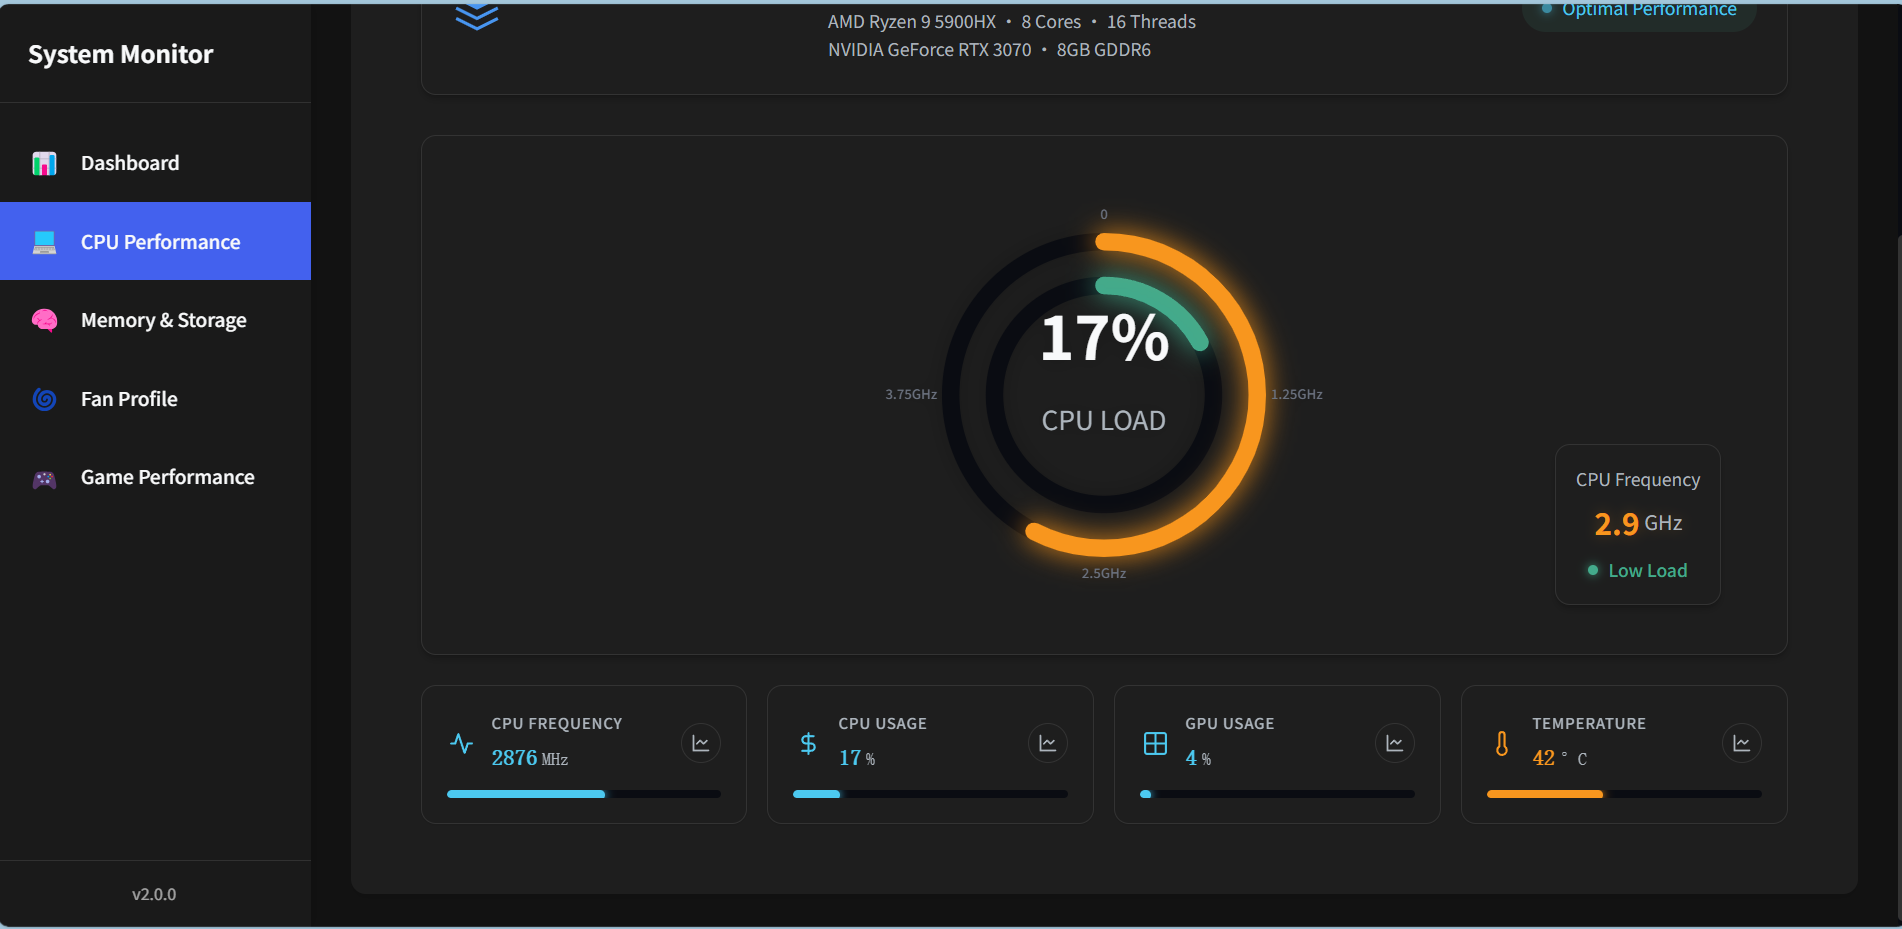 System Monitor
Dashboard
CPU Performance
Memory & Storage
Fan Profile
Game Performance
v2.0.0
AMD Ryzen 9 5900HX • 8 Cores • 16 Threads
NVIDIA GeForce RTX 3070 • 8GB GDDR6
Optimal Performance
0
1.25GHz
2.5GHz
3.75GHz
17%
CPU LOAD
CPU Frequency
2.9 GHz
Low Load
CPU FREQUENCY
2876 MHz
CPU USAGE
17 %
GPU USAGE
4 %
TEMPERATURE
42 ° C